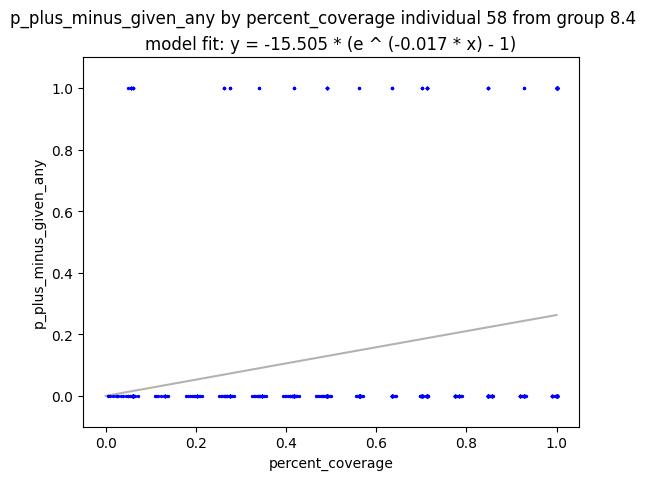 p_plus_minus_given_any by percent_coverage individual 58 from group 8.4
model fit: y = -15.505 * (e ^ (-0.017 * x) - 1)
1.0
0.8
0.6
0.4
0.2
0.0
p_plus_minus_given_any
0.0 0.2 0.4 0.6 0.8 1.0
percent_coverage